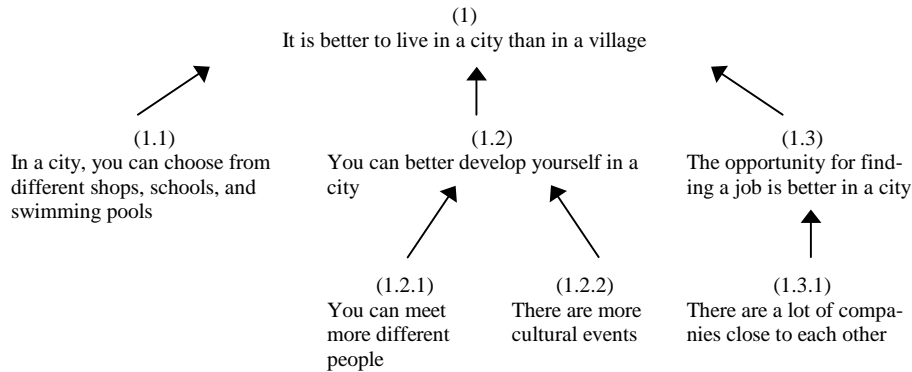 (1)
It is better to live in a city than in a village
(1.1)
In a city, you can choose from
different shops, schools, and
swimming pools
(1.2)
You can better develop yourself in a
city
(1.3)
The opportunity for find-
ing a job is better in a city
(1.2.1)
You can meet
more different
people
(1.2.2)
There are more
cultural events
(1.3.1)
There are a lot of compa-
nies close to each other